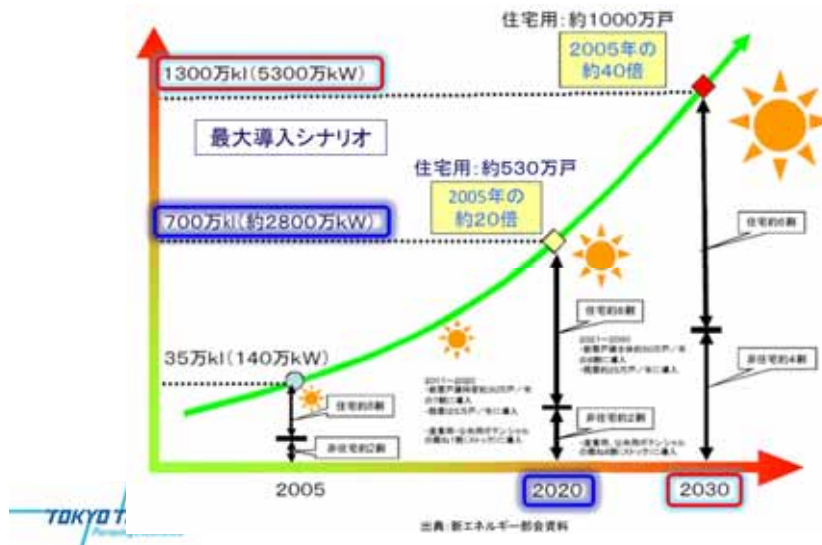 住宅用：約1000万戸
2005年の
約40倍
1300万kl（5300万kW）
最大導入シナリオ
住宅用：約530万戸
2005年の
約20倍
700万kl（約2800万kW）
住宅約6割
住宅約8割
35万kl（140万kW）
非住宅約4割
住宅約8割
非住宅約2割
非住宅約2割
2005
2020
2030
TOKYO T
出典：新エネルギー部会資料